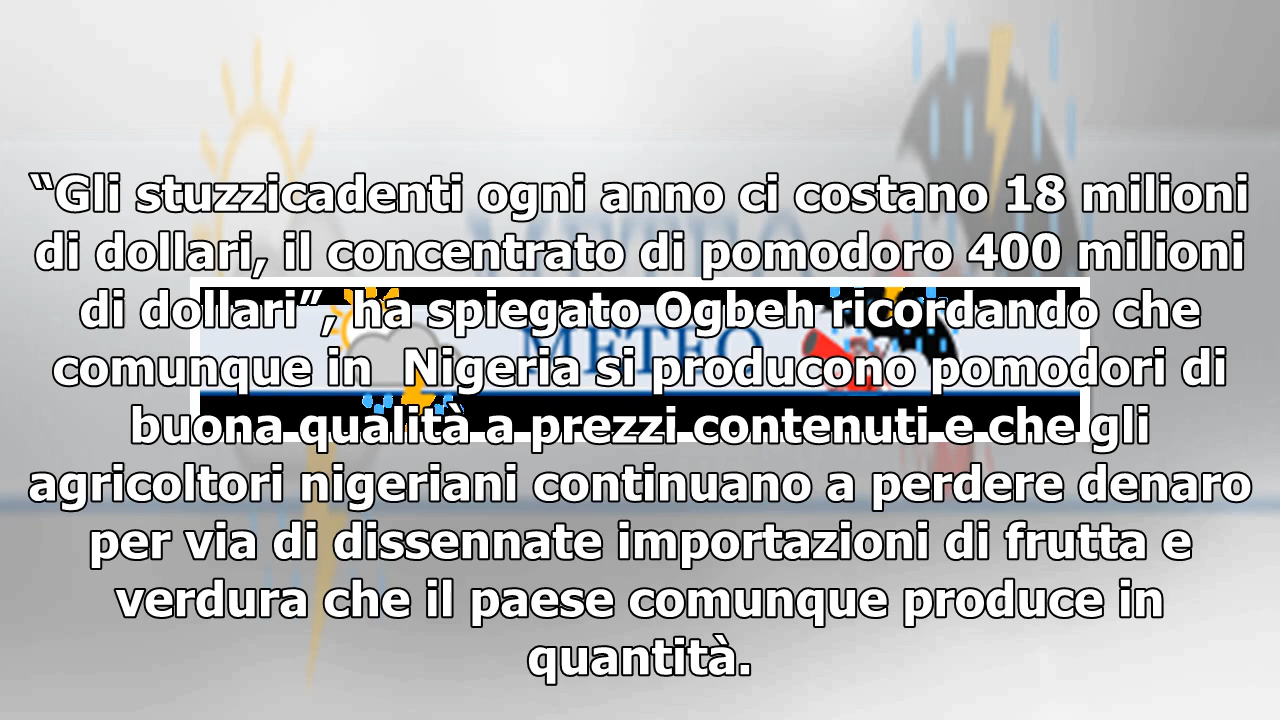 “Gli stuzzicadenti ogni anno ci costano 18 milioni
di dollari, il concentrato di pomodoro 400 milioni
di dollari”, ha spiegato Ogbeh ricordando che
comunque in  Nigeria si producono pomodori di
buona qualità a prezzi contenuti e che gli
agricoltori nigeriani continuano a perdere denaro
per via di dissennate importazioni di frutta e
verdura che il paese comunque produce in
quantità.
METEO